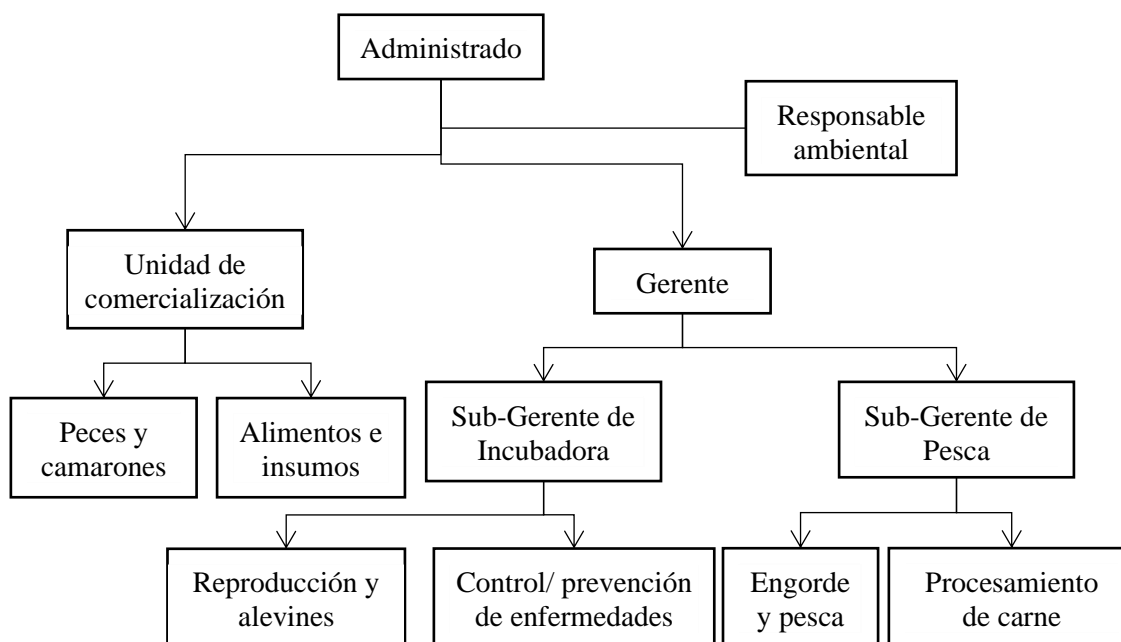 Administrado
Responsable
ambiental
Unidad de
comercialización
Gerente
Peces y
camarones
Alimentos e
insumos
Sub-Gerente de
Incubadora
Sub-Gerente de
Pesca
Reproducción y
alevines
Control/ prevención
de enfermedades
Engorde
y pesca
Procesamiento
de carne